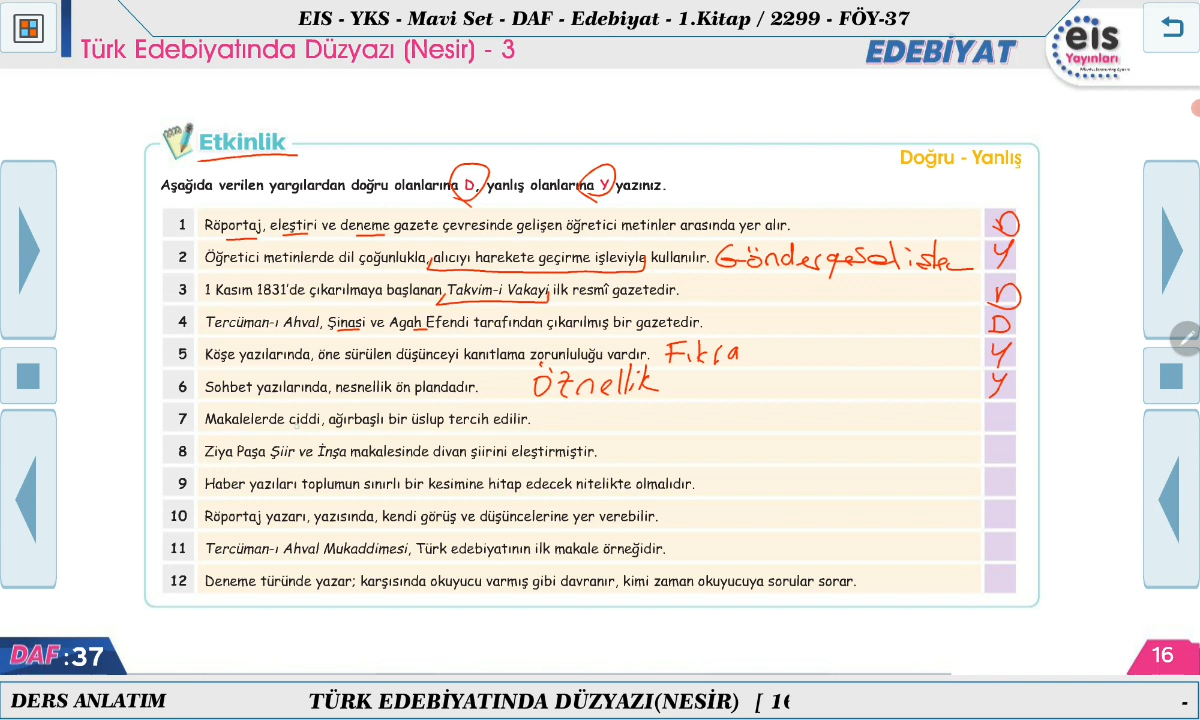 EIS - YKS - Mavi Set - DAF - Edebiyat - 1.Kitap / 2299 - FÖY-37
Türk Edebiyatında Düzyazı (Nesir) - 3
EDEBİYAT
eis
Yayınları
Etkinlik
Doğru - Yanlış
Aşağıda verilen yargılardan doğru olanlarına D, yanlış olanlarına Y yazınız.
1 Röportaj, eleştiri ve deneme gazete çevresinde gelişen öğretici metinler arasında yer alır. D
2 Öğretici metinlerde dil çoğunlukla, alıcıyı harekete geçirme işleviyle kullanılır. Göndergesel işlev Y
3 1 Kasım 1831'de çıkarılmaya başlanan Takvim-i Vakayi ilk resmî gazetedir. D
4 Tercüman-ı Ahval, Şinasi ve Agah Efendi tarafından çıkarılmış bir gazetedir. D
5 Köşe yazılarında, öne sürülen düşünceyi kanıtlama zorunluluğu vardır. Fıkra Y
6 Sohbet yazılarında, nesnellik ön plandadır. Öznellik Y
7 Makalelerde ciddi, ağırbaşlı bir üslup tercih edilir.
8 Ziya Paşa Şiir ve İnşa makalesinde divan şiirini eleştirmiştir.
9 Haber yazıları toplumun sınırlı bir kesimine hitap edecek nitelikte olmalıdır.
10 Röportaj yazarı, yazısında, kendi görüş ve düşüncelerine yer verebilir.
11 Tercüman-ı Ahval Mukaddimesi, Türk edebiyatının ilk makale örneğidir.
12 Deneme türünde yazar; karşısında okuyucu varmış gibi davranır, kimi zaman okuyucuya sorular sorar.
DAF :37
16
DERS ANLATIM
TÜRK EDEBİYATINDA DÜZYAZI(NESİR) [ 16
-